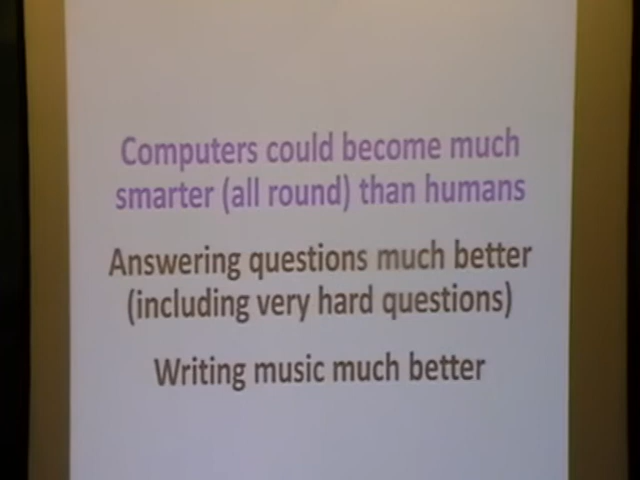 Computers could become much
smarter (all round) than humans
Answering questions much better
(including very hard questions)
Writing music much better